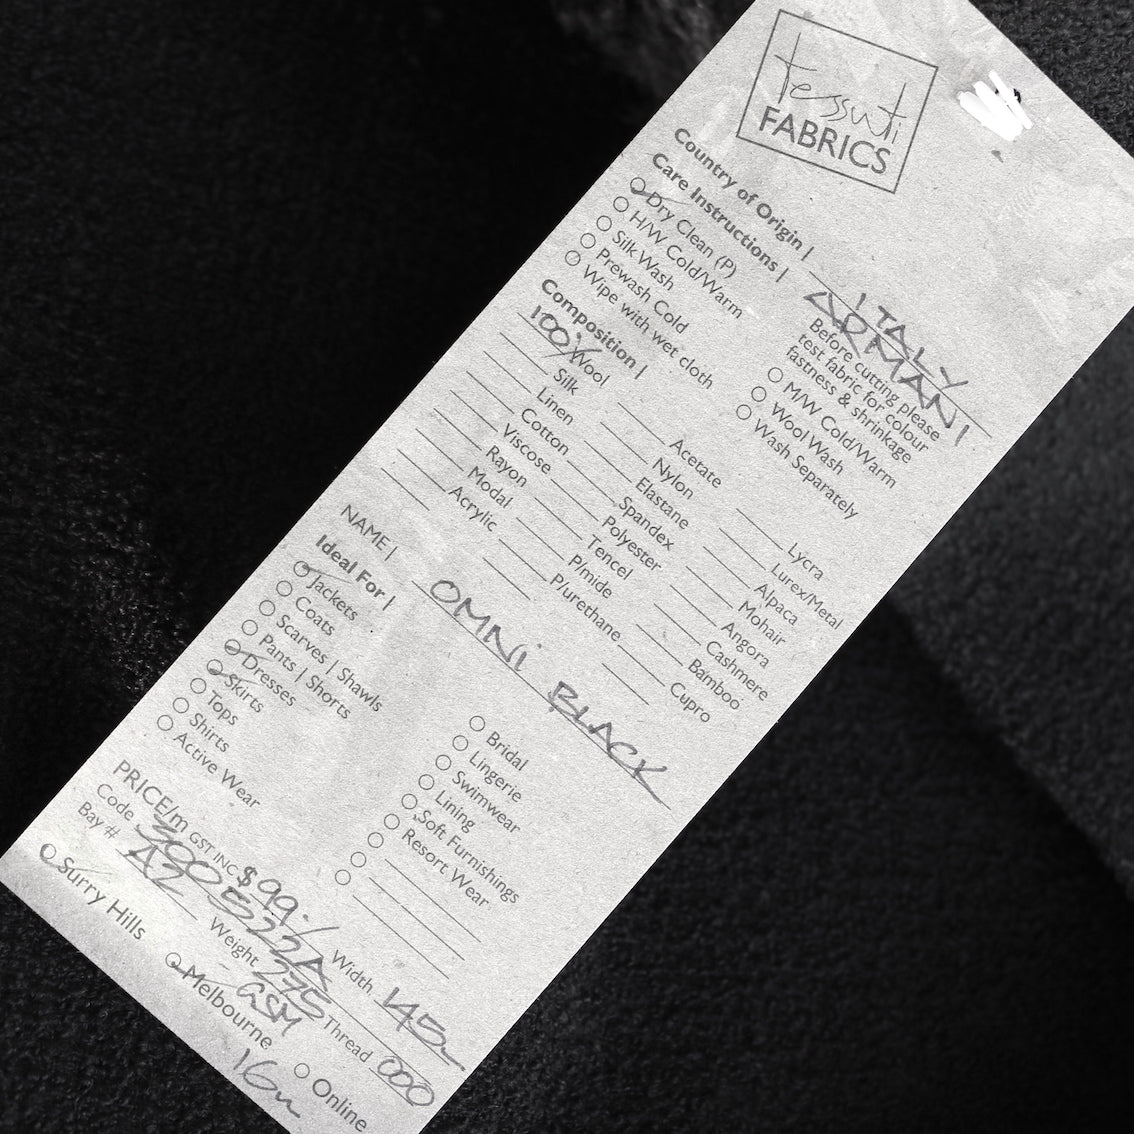 tessuti
FABRICS
Country of Origin | ITALY
ARMANI
Care Instructions |
Dry Clean (P)
H/W Cold/Warm
Silk Wash
Prewash Cold
Wipe with wet cloth
Before cutting please
test fabric for colour
fastness & shrinkage
M/W Cold/Warm
Wool Wash
Wash Separately
Composition |
100% Wool
Silk
Linen
Cotton
Viscose
Rayon
Modal
Acrylic
Acetate
Nylon
Elastane
Spandex
Polyester
Tencel
P/mide
P/urethane
Lycra
Lurex/Metal
Alpaca
Mohair
Angora
Cashmere
Bamboo
Cupro
NAME | OMNi BLACK
Ideal For |
Jackets
Coats
Scarves | Shawls
Pants | Shorts
Dresses
Skirts
Tops
Shirts
Active Wear
Bridal
Lingerie
Swimwear
Lining
Soft Furnishings
Resort Wear
PRICE/m GST INC $99.- Width 145
Code 3005522A Thread 000
Bay # A2 Weight 275
GSM
Surry Hills Melbourne Online
16m